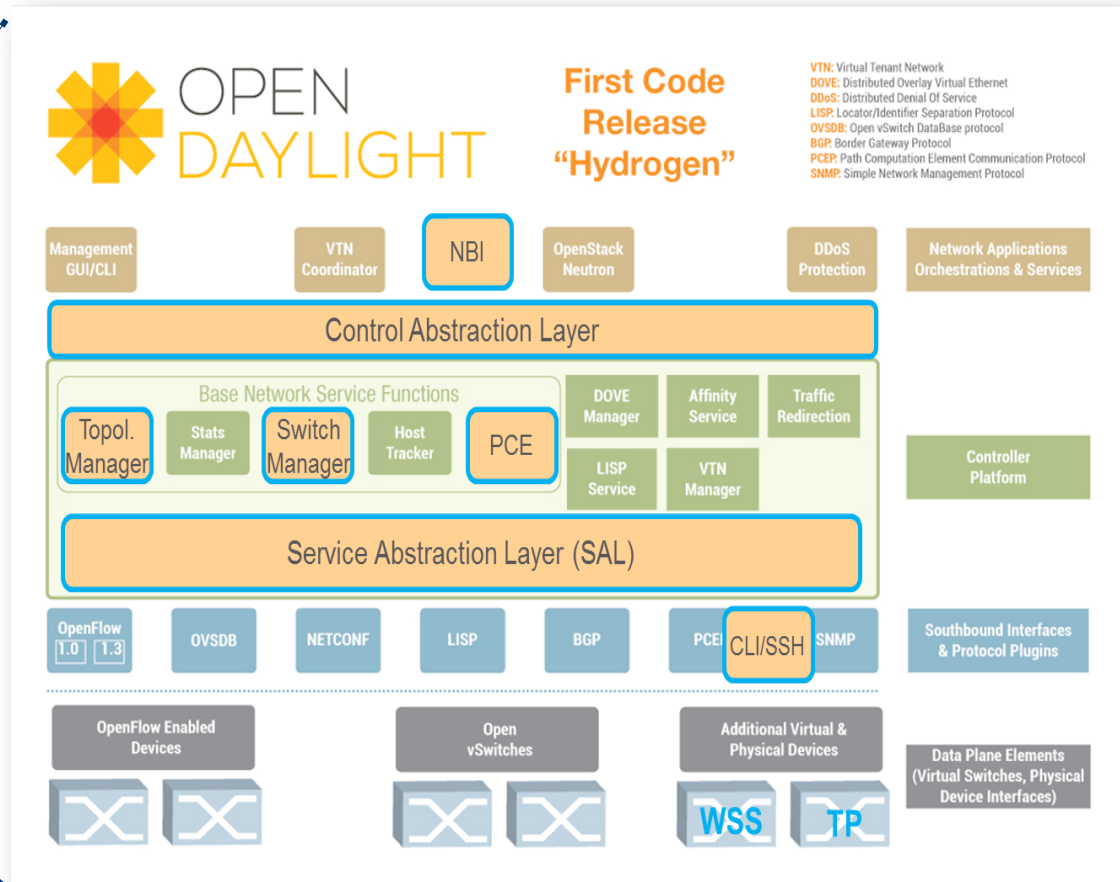 OPEN
DAYLIGHT
First Code
Release
“Hydrogen”
VTN: Virtual Tenant Network
DOVE: Distributed Overlay Virtual Ethernet
DDoS: Distributed Denial Of Service
LISP: Locator/Identifier Separation Protocol
OVSDB: Open vSwitch DataBase protocol
BGP: Border Gateway Protocol
PCEP: Path Computation Element Communication Protocol
SNMP: Simple Network Management Protocol
Management
GUI/CLI
VTN
Coordinator
NBI
OpenStack
Neutron
DDoS
Protection
Network Applications
Orchestrations & Services
Control Abstraction Layer
Base Network Service Functions
Topol.
Manager
Stats
Manager
Switch
Manager
Host
Tracker
PCE
DOVE
Manager
Affinity
Service
Traffic
Redirection
LISP
Service
VTN
Manager
Controller
Platform
Service Abstraction Layer (SAL)
OpenFlow
1.0 1.3
OVSDB
NETCONF
LISP
BGP
CLI/SSH
SNMP
Southbound Interfaces
& Protocol Plugins
OpenFlow Enabled
Devices
Open
vSwitches
Additional Virtual &
Physical Devices
Data Plane Elements
(Virtual Switches, Physical
Device Interfaces)
WSS
TP